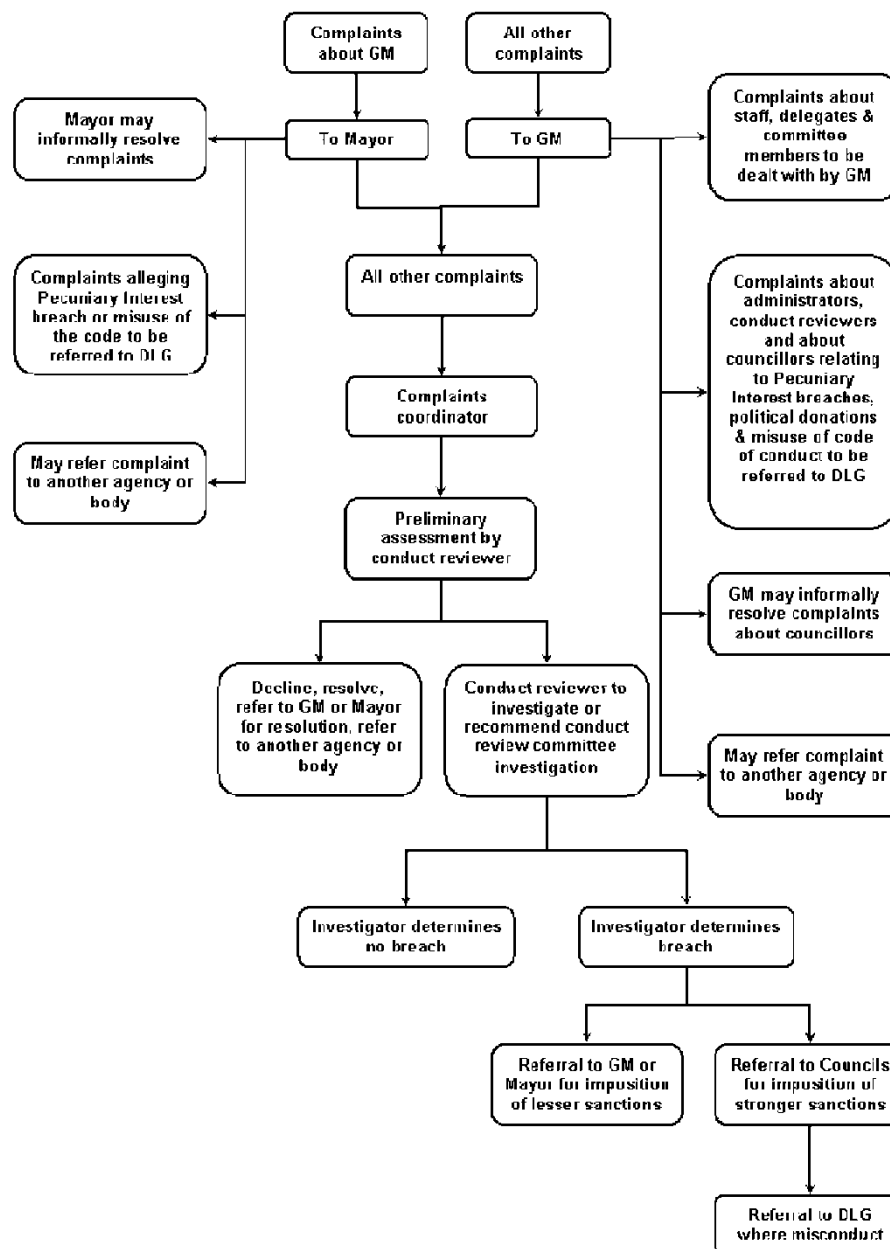 Complaints
about GM
All other
complaints
Mayor may
informally resolve
complaints
To Mayor
To GM
Complaints about
staff, delegates &
committee
members to be
dealt with by GM
Complaints alleging
Pecuniary Interest
breach or misuse of
the code to be
referred to DLG
All other complaints
Complaints about
administrators,
conduct reviewers
and about
councillors relating
to Pecuniary
Interest breaches,
political donations
& misuse of code
of conduct to be
referred to DLG
Complaints
coordinator
May refer complaint
to another agency or
body
Preliminary
assessment by
conduct reviewer
GM may informally
resolve complaints
about councillors
Decline, resolve,
refer to GM or Mayor
for resolution, refer
to another agency or
body
Conduct reviewer to
investigate or
recommend conduct
review committee
investigation
May refer complaint
to another agency or
body
Investigator determines
no breach
Investigator determines
breach
Referral to GM or
Mayor for imposition
of lesser sanctions
Referral to Councils
for imposition of
stronger sanctions
Referral to DLG
where misconduct